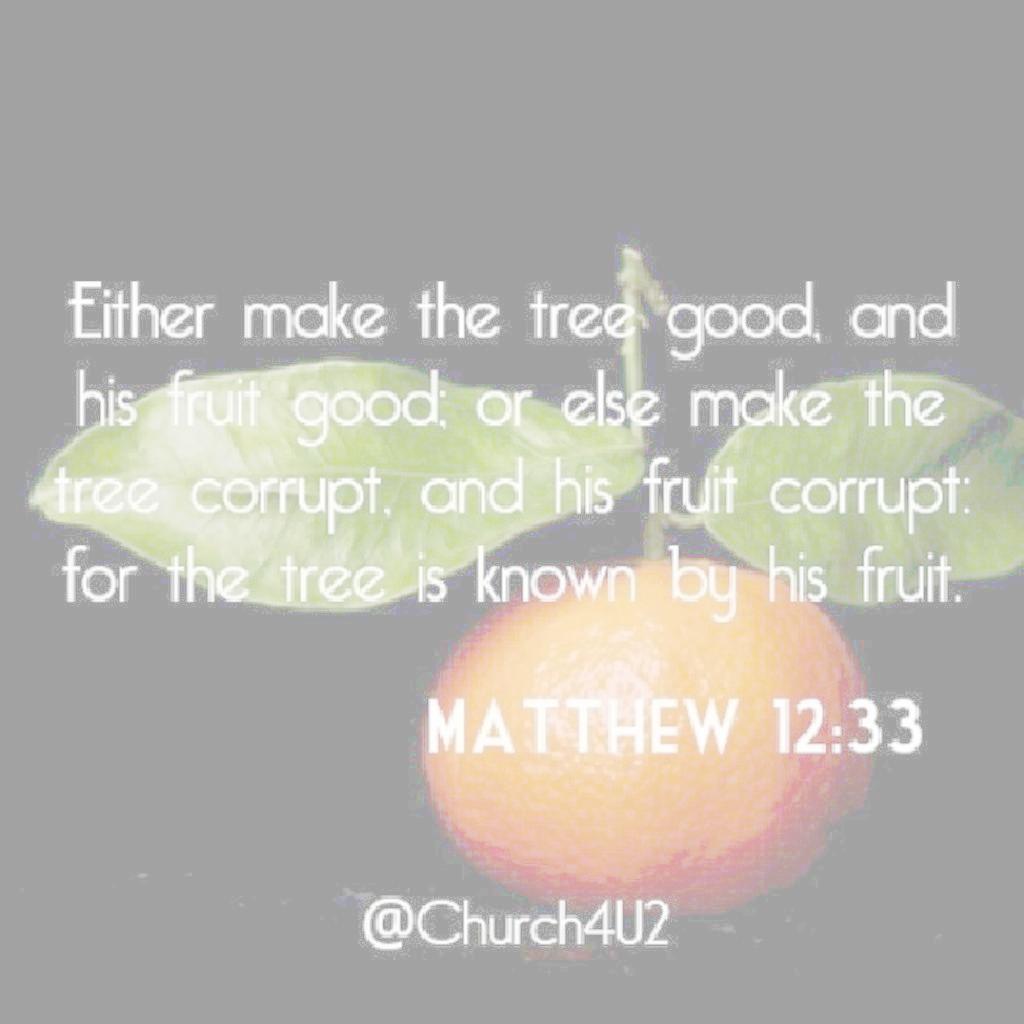 Either make the tree good, and
his fruit good; or else make the
tree corrupt, and his fruit corrupt:
for the tree is known by his fruit.
MATTHEW 12:33
@Church4U2